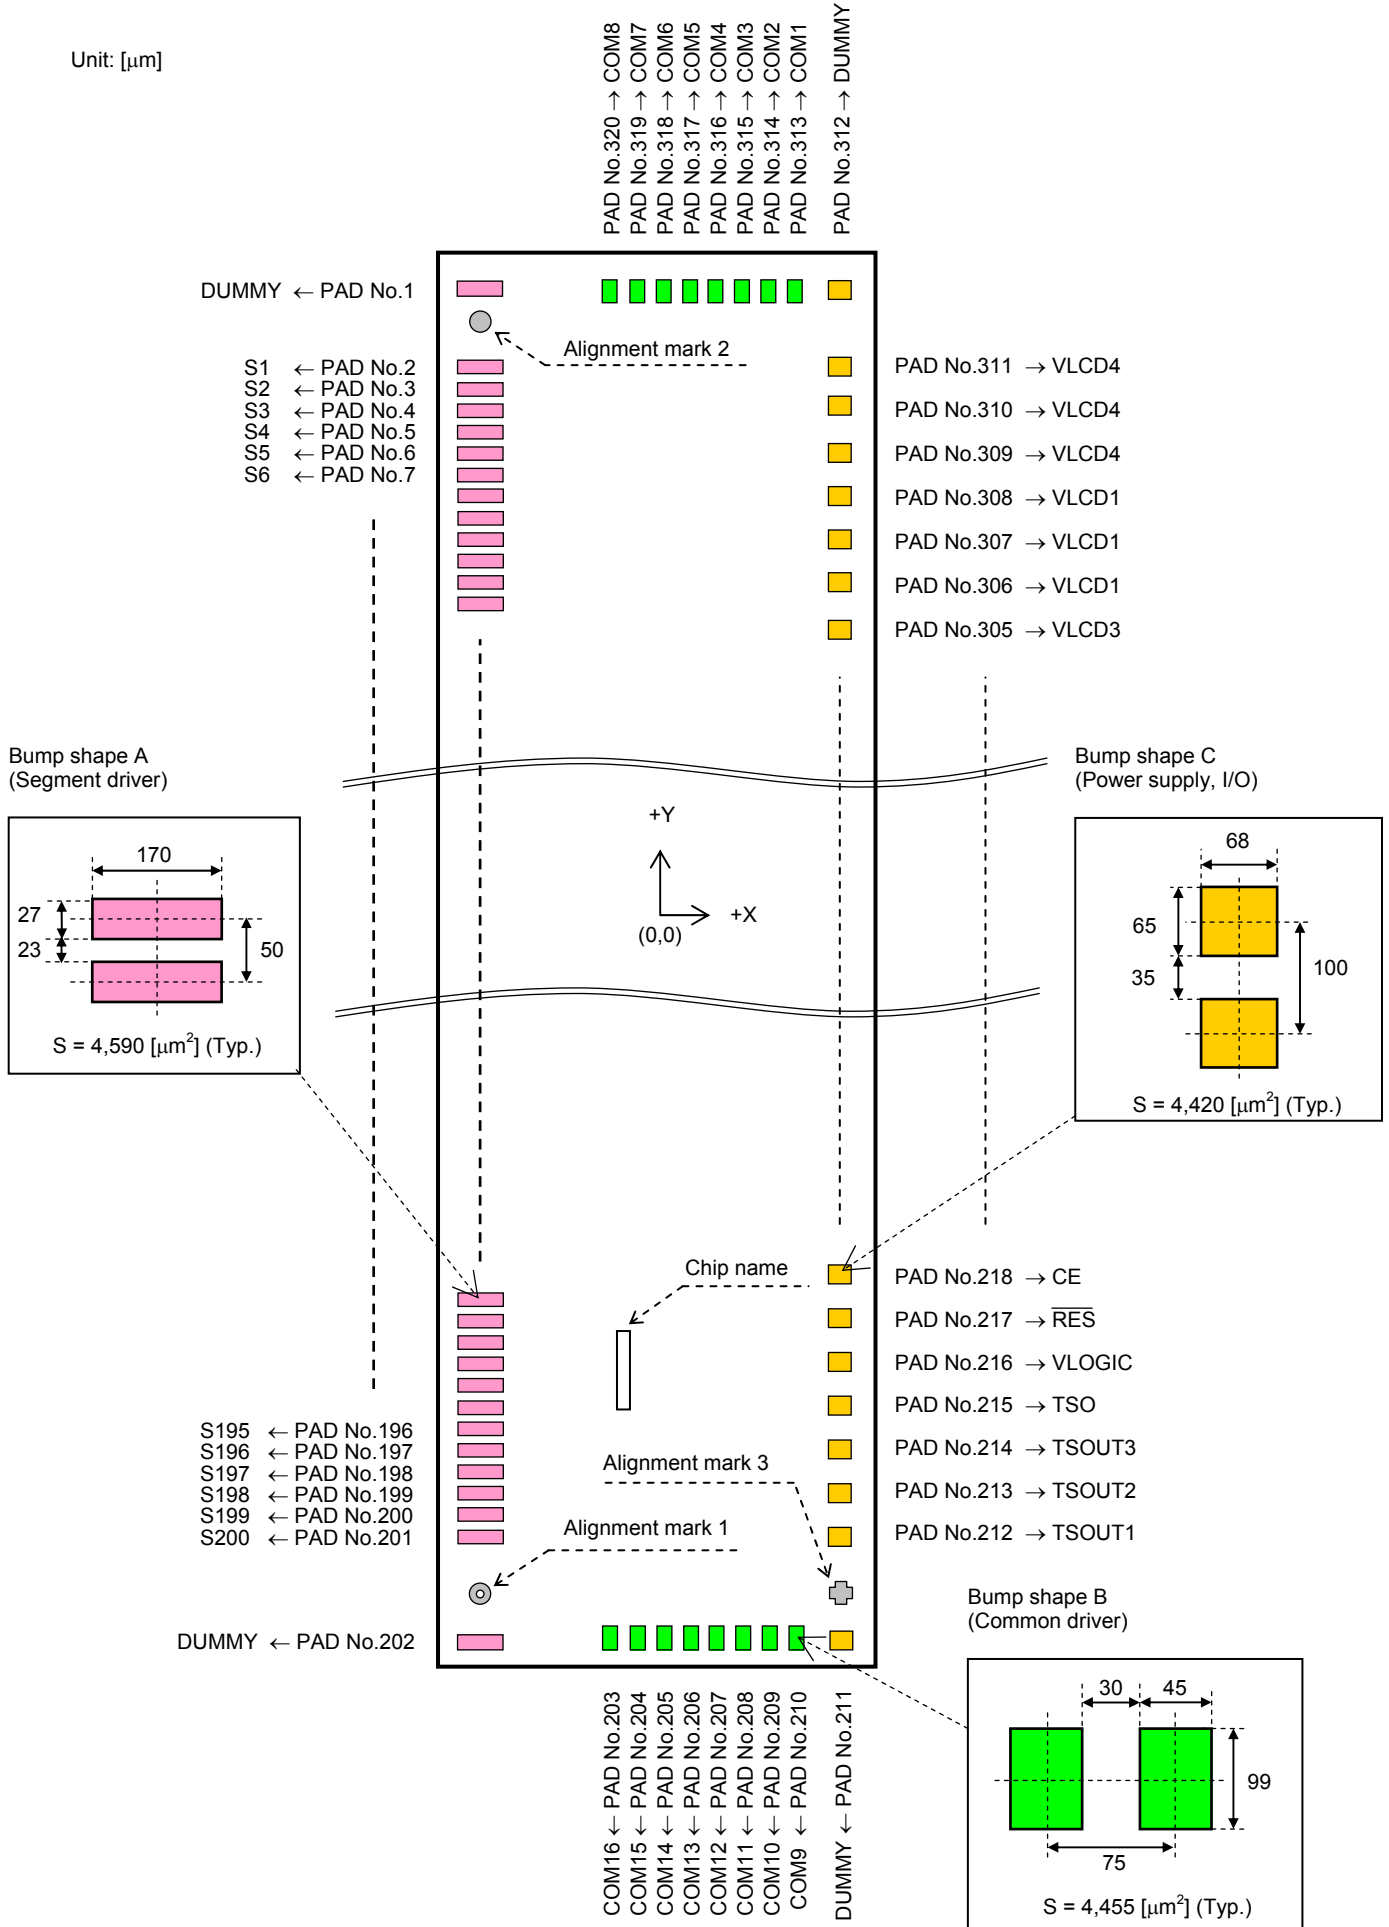 Unit: [μm]
PAD No.320 → COM8
PAD No.319 → COM7
PAD No.318 → COM6
PAD No.317 → COM5
PAD No.316 → COM4
PAD No.315 → COM3
PAD No.314 → COM2
PAD No.313 → COM1
PAD No.312 → DUMMY
DUMMY ← PAD No.1
Alignment mark 2
S1 ← PAD No.2
S2 ← PAD No.3
S3 ← PAD No.4
S4 ← PAD No.5
S5 ← PAD No.6
S6 ← PAD No.7
PAD No.311 → VLCD4
PAD No.310 → VLCD4
PAD No.309 → VLCD4
PAD No.308 → VLCD1
PAD No.307 → VLCD1
PAD No.306 → VLCD1
PAD No.305 → VLCD3
Bump shape A
(Segment driver)
170
27
23
50
S = 4,590 [μm²] (Typ.)
+Y
+X
(0,0)
Bump shape C
(Power supply, I/O)
68
65
35
100
S = 4,420 [μm²] (Typ.)
Chip name
PAD No.218 → CE
PAD No.217 → R̅E̅S̅
PAD No.216 → VLOGIC
PAD No.215 → TSO
PAD No.214 → TSOUT3
PAD No.213 → TSOUT2
PAD No.212 → TSOUT1
S195 ← PAD No.196
S196 ← PAD No.197
S197 ← PAD No.198
S198 ← PAD No.199
S199 ← PAD No.200
S200 ← PAD No.201
Alignment mark 3
Alignment mark 1
DUMMY ← PAD No.202
Bump shape B
(Common driver)
30
45
99
75
S = 4,455 [μm²] (Typ.)
COM16 ← PAD No.203
COM15 ← PAD No.204
COM14 ← PAD No.205
COM13 ← PAD No.206
COM12 ← PAD No.207
COM11 ← PAD No.208
COM10 ← PAD No.209
COM9 ← PAD No.210
DUMMY ← PAD No.211